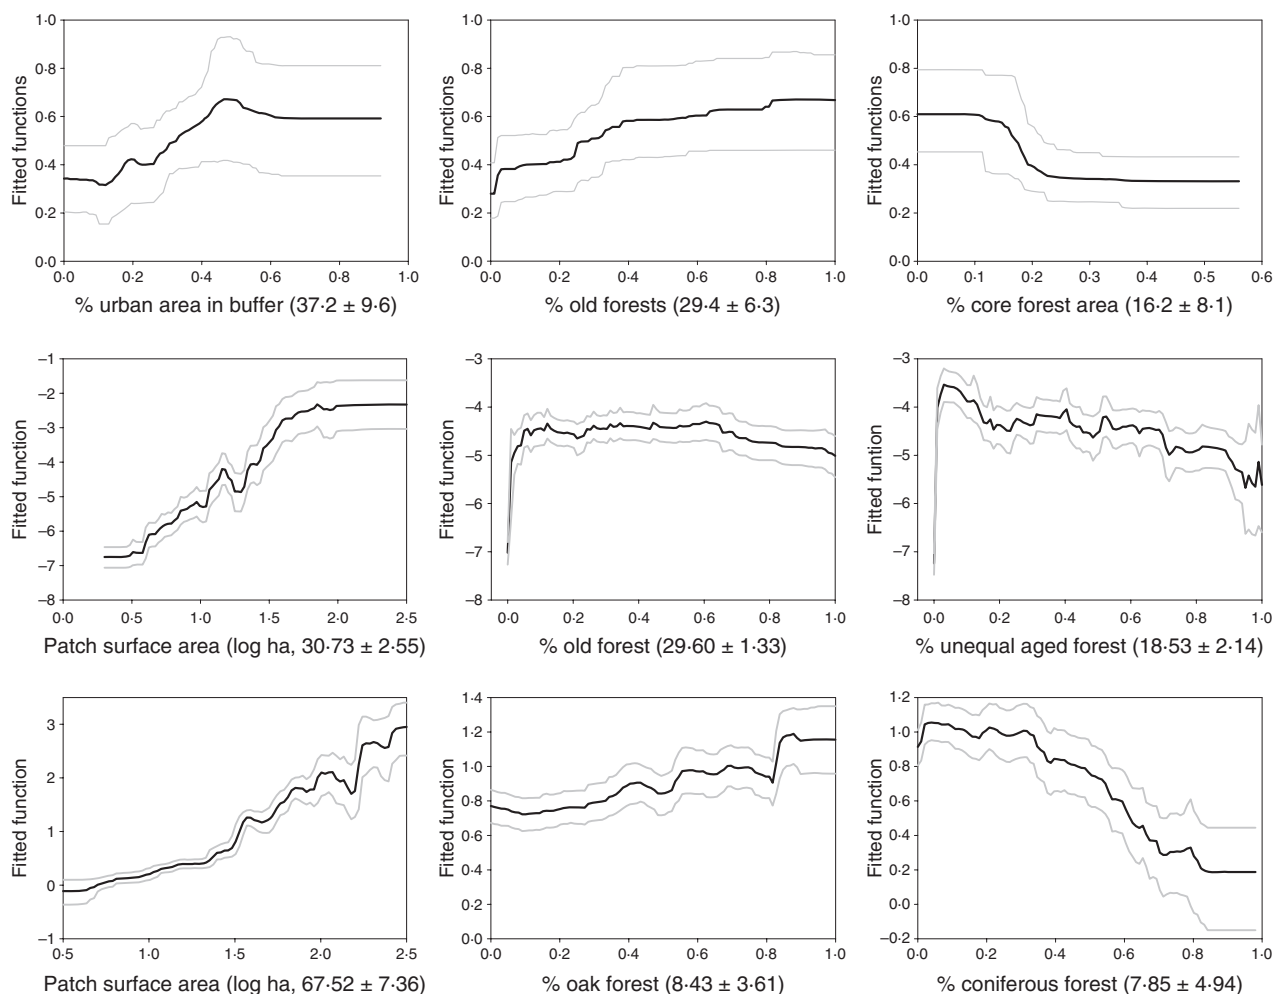 Fitted functions
1·0
0·8
0·6
0·4
0·2
0·0
0·0 0·2 0·4 0·6 0·8 1·0
% urban area in buffer (37·2 ± 9·6)
Fitted functions
1·0
0·8
0·6
0·4
0·2
0·0
0·0 0·2 0·4 0·6 0·8 1·0
% old forests (29·4 ± 6·3)
Fitted functions
1·0
0·8
0·6
0·4
0·2
0·0
0·0 0·1 0·2 0·3 0·4 0·5 0·6
% core forest area (16·2 ± 8·1)
Fitted function
–1
–2
–3
–4
–5
–6
–7
–8
0·0 0·5 1·0 1·5 2·0 2·5
Patch surface area (log ha, 30·73 ± 2·55)
Fitted function
–3
–4
–5
–6
–7
–8
0·0 0·2 0·4 0·6 0·8 1·0
% old forest (29·60 ± 1·33)
Fitted funtion
–3
–4
–5
–6
–7
–8
0·0 0·2 0·4 0·6 0·8 1·0
% unequal aged forest (18·53 ± 2·14)
Fitted function
3
2
1
0
–1
0·5 1·0 1·5 2·0 2·5
Patch surface area (log ha, 67·52 ± 7·36)
Fitted function
1·4
1·2
1·0
0·8
0·6
0·4
0·2
0·0
0·0 0·2 0·4 0·6 0·8 1·0
% oak forest (8·43 ± 3·61)
Fitted function
1·2
1·0
0·8
0·6
0·4
0·2
0·0
–0·2
0·0 0·2 0·4 0·6 0·8 1·0
% coniferous forest (7·85 ± 4·94)